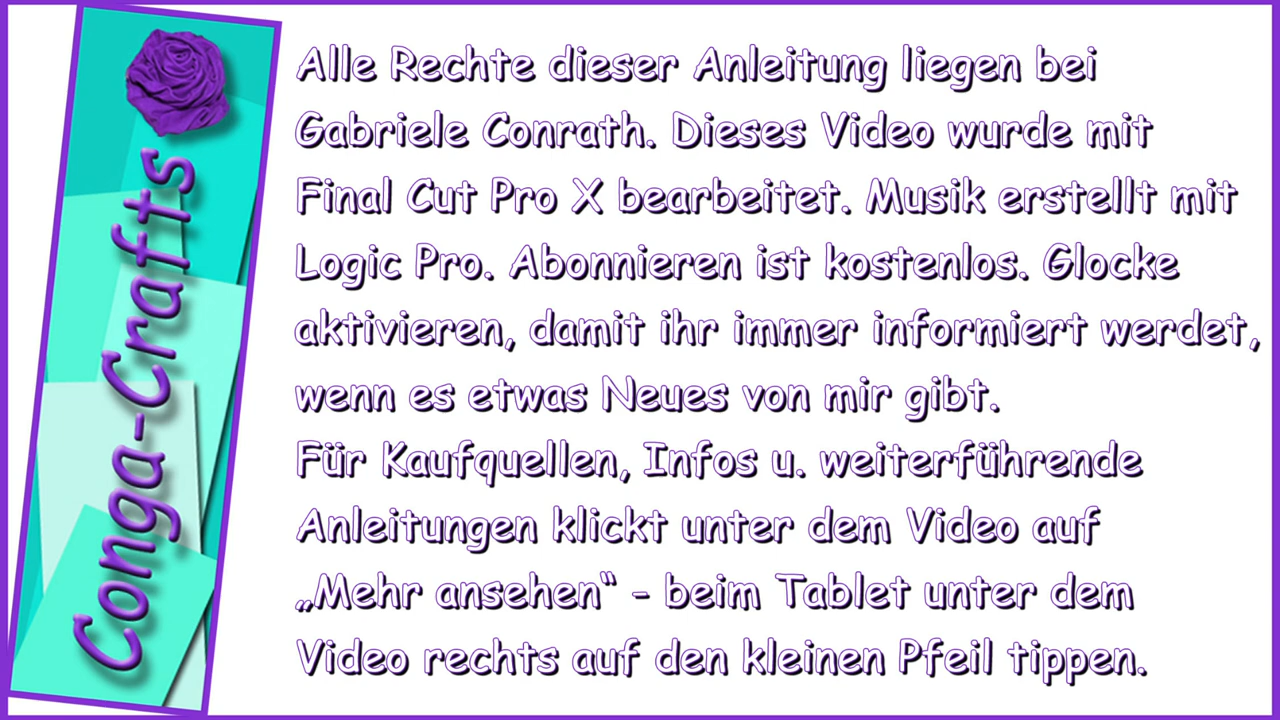 Conga-Crafts
Alle Rechte dieser Anleitung liegen bei
Gabriele Conrath. Dieses Video wurde mit
Final Cut Pro X bearbeitet. Musik erstellt mit
Logic Pro. Abonnieren ist kostenlos. Glocke
aktivieren, damit ihr immer informiert werdet,
wenn es etwas Neues von mir gibt.
Für Kaufquellen, Infos u. weiterführende
Anleitungen klickt unter dem Video auf
„Mehr ansehen“ - beim Tablet unter dem
Video rechts auf den kleinen Pfeil tippen.